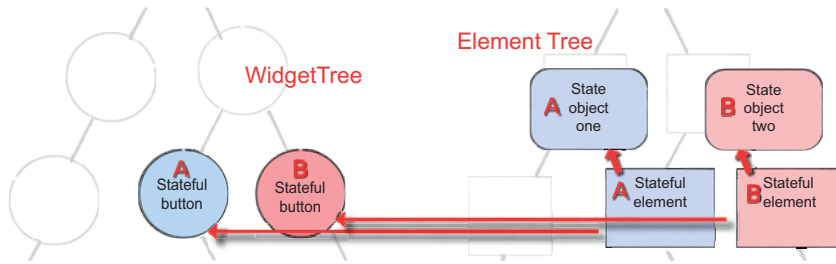 Element Tree
WidgetTree
A
State
object
one
B
State
object
two
A
Stateful
button
B
Stateful
button
A
Stateful
element
B
Stateful
element